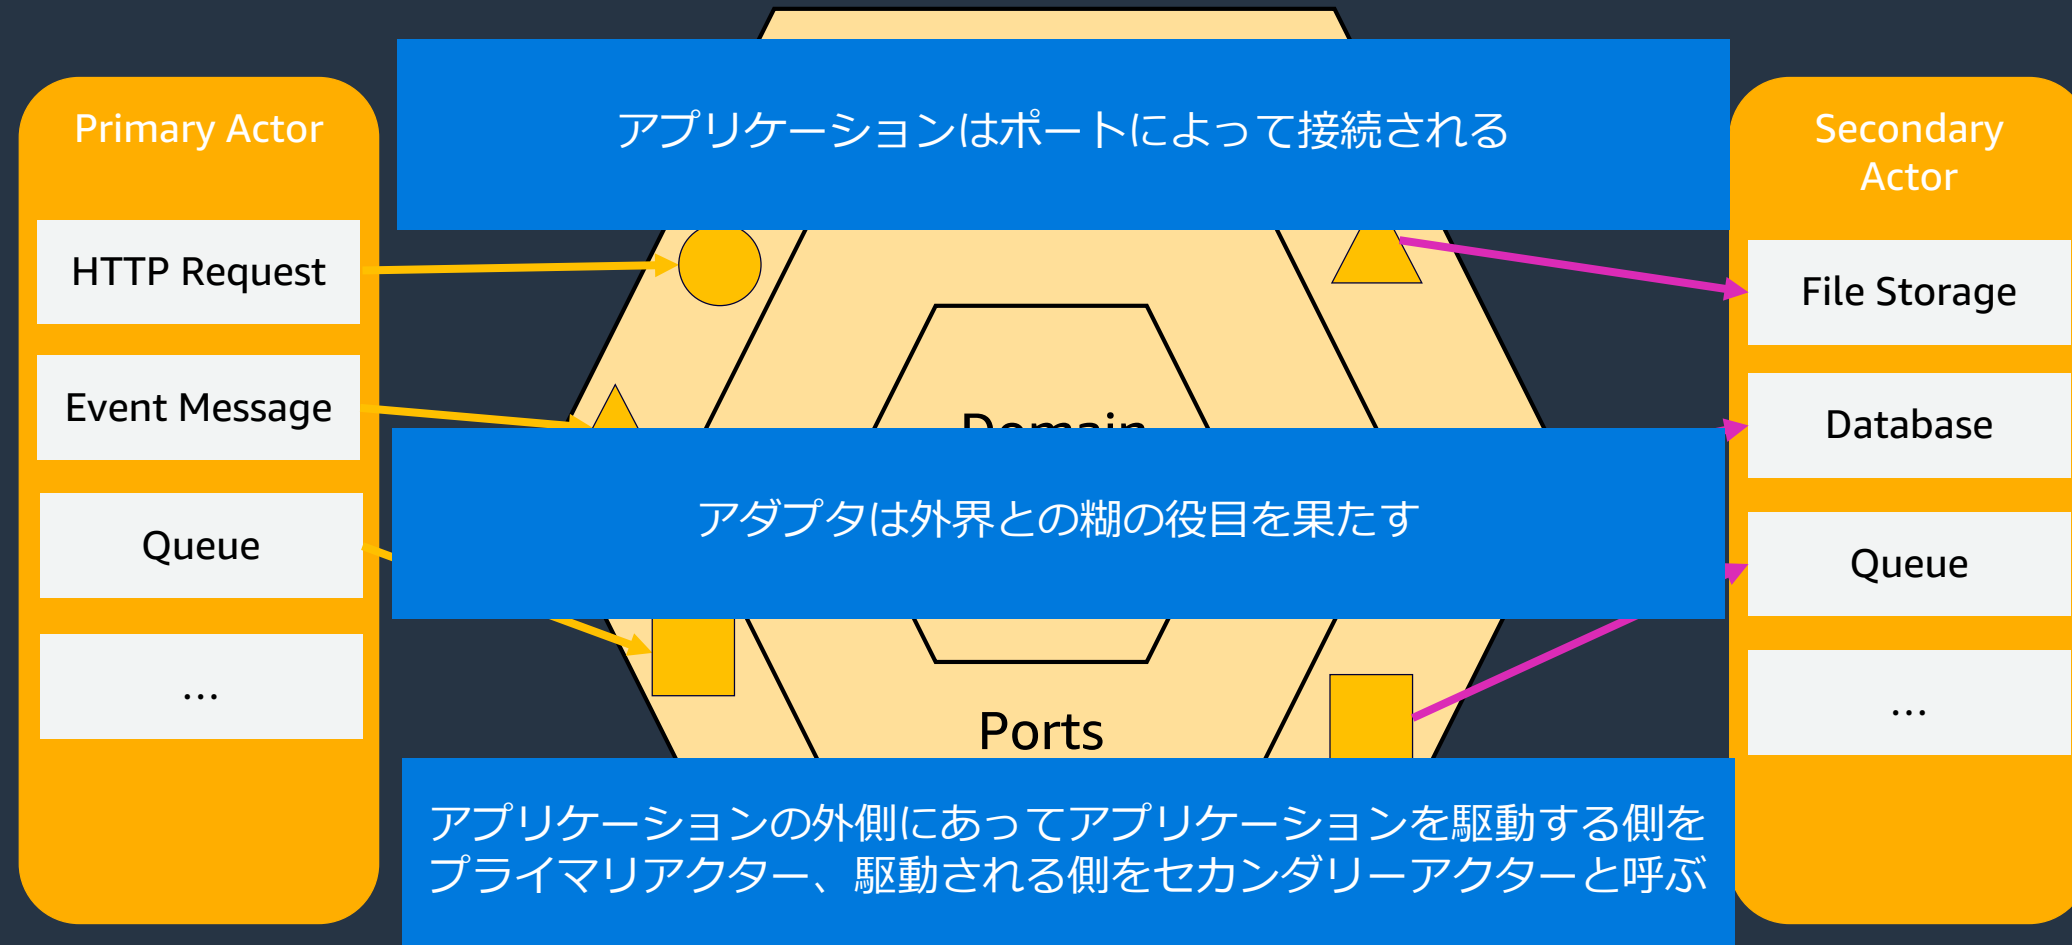 アプリケーションはポートによって接続される
Primary Actor
HTTP Request
Event Message
Queue
...
Domain
アダプタは外界との糊の役目を果たす
Ports
アプリケーションの外側にあってアプリケーションを駆動する側を
プライマリアクター、駆動される側をセカンダリーアクターと呼ぶ
Secondary
Actor
File Storage
Database
Queue
...